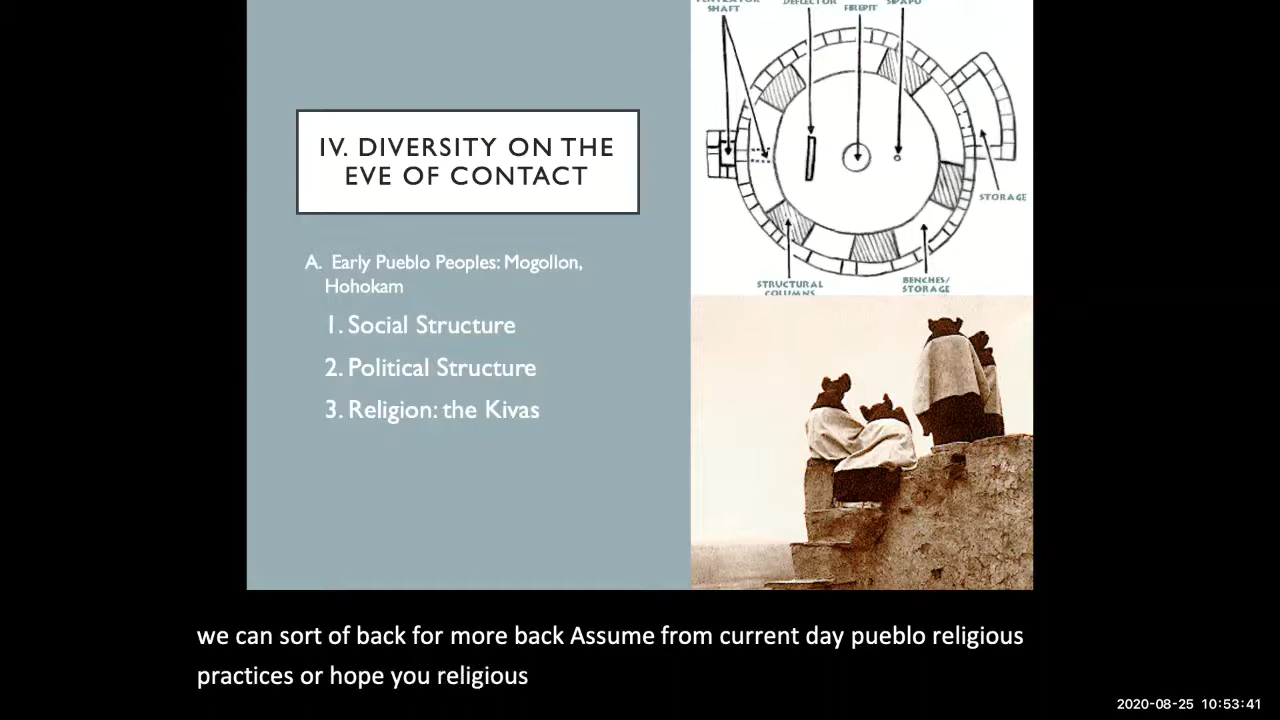 SHAFT
DEFLECTOR
FIREPIT
SIPAPU
IV. DIVERSITY ON THE
EVE OF CONTACT
STORAGE
A. Early Pueblo Peoples: Mogollon,
Hohokam
STRUCTURAL
COLUMNS
BENCHES/
STORAGE
1. Social Structure
2. Political Structure
3. Religion: the Kivas
we can sort of back for more back Assume from current day pueblo religious
practices or hope you religious
2020-08-25 10:53:41